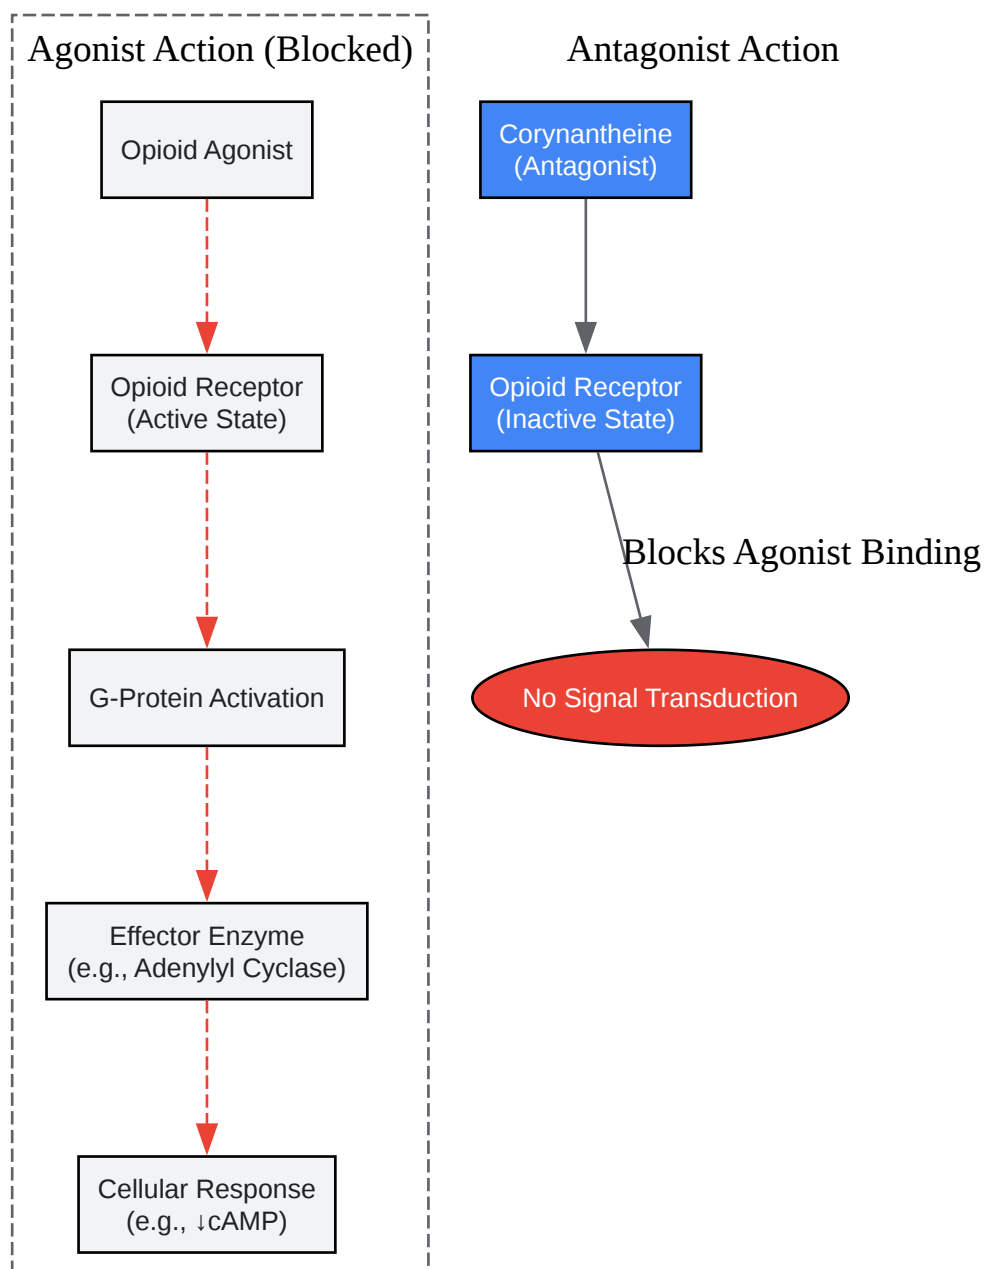 Agonist Action (Blocked)
Opioid Agonist
Opioid Receptor
(Active State)
G-Protein Activation
Effector Enzyme
(e.g., Adenylyl Cyclase)
Cellular Response
(e.g., ↓cAMP)
Antagonist Action
Corynantheine
(Antagonist)
Opioid Receptor
(Inactive State)
Blocks Agonist Binding
No Signal Transduction